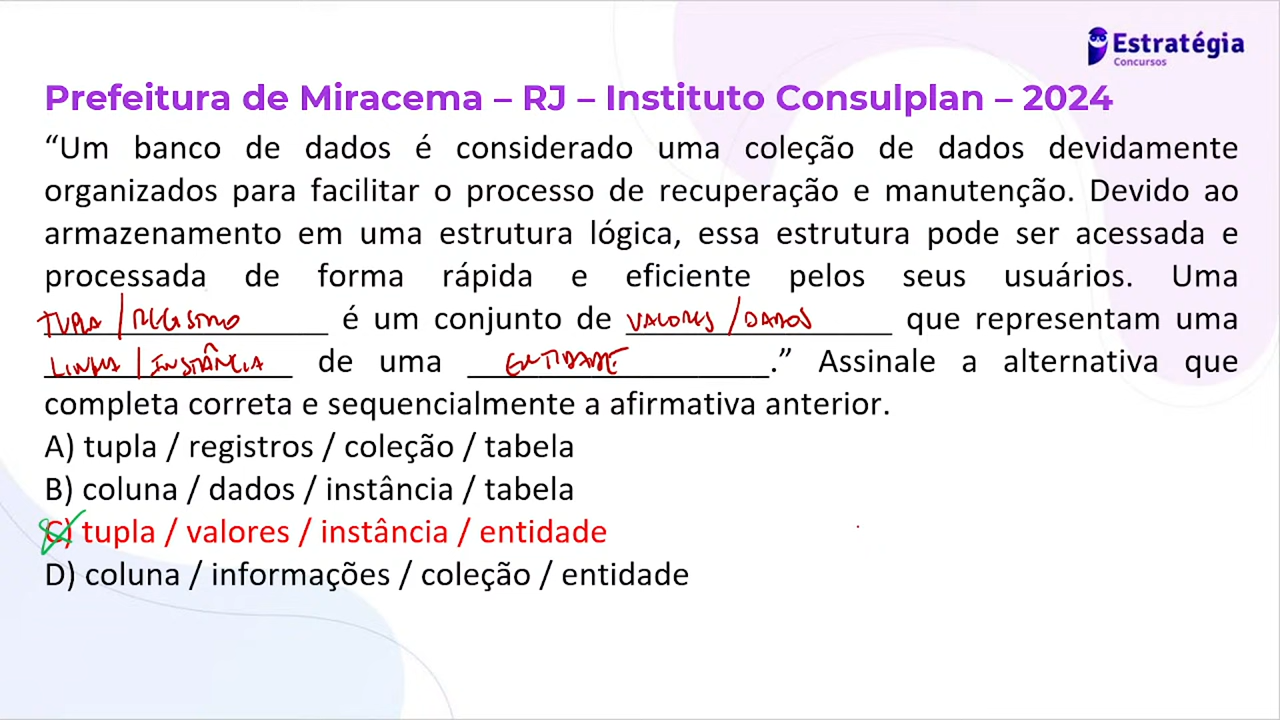 Estratégia
Concursos
Prefeitura de Miracema – RJ – Instituto Consulplan – 2024
“Um banco de dados é considerado uma coleção de dados devidamente
organizados para facilitar o processo de recuperação e manutenção. Devido ao
armazenamento em uma estrutura lógica, essa estrutura pode ser acessada e
processada de forma rápida e eficiente pelos seus usuários. Uma
TUPLA / REGISTRO é um conjunto de VALORES / DADOS que representam uma
LINHA / INSTÂNCIA de uma ENTIDADE.” Assinale a alternativa que
completa correta e sequencialmente a afirmativa anterior.
A) tupla / registros / coleção / tabela
B) coluna / dados / instância / tabela
C) tupla / valores / instância / entidade
D) coluna / informações / coleção / entidade